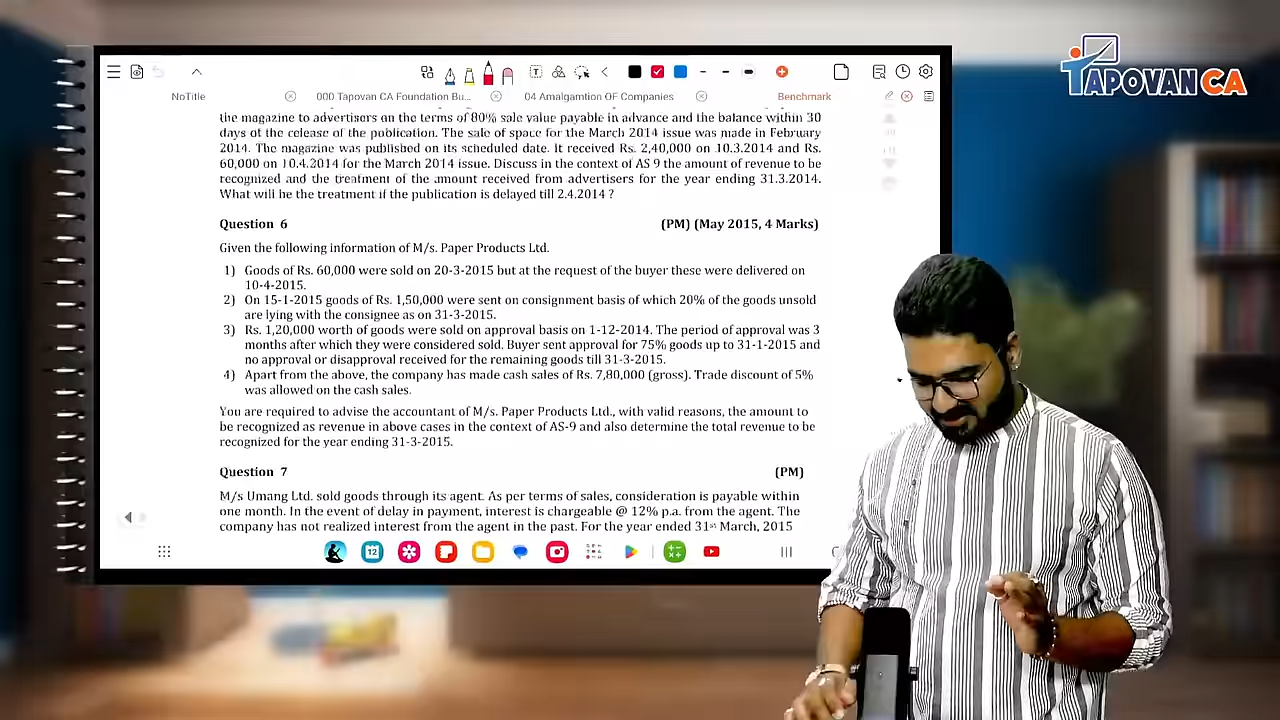 TAPOVAN CA
NoTitle
000 Tapovan CA Foundation Bu...
04 Amalgamtion OF Companies
Benchmark
the magazine to advertisers on the terms of 80% sale value payable in advance and the balance within 30
days of the release of the publication. The sale of space for the March 2014 issue was made in February
2014. The magazine was published on its scheduled date. It received Rs. 2,40,000 on 10.3.2014 and Rs.
60,000 on 10.4.2014 for the March 2014 issue. Discuss in the context of AS 9 the amount of revenue to be
recognized and the treatment of the amount received from advertisers for the year ending 31.3.2014.
What will be the treatment if the publication is delayed till 2.4.2014 ?
Question 6 (PM) (May 2015, 4 Marks)
Given the following information of M/s. Paper Products Ltd.
1) Goods of Rs. 60,000 were sold on 20-3-2015 but at the request of the buyer these were delivered on
10-4-2015.
2) On 15-1-2015 goods of Rs. 1,50,000 were sent on consignment basis of which 20% of the goods unsold
are lying with the consignee as on 31-3-2015.
3) Rs. 1,20,000 worth of goods were sold on approval basis on 1-12-2014. The period of approval was 3
months after which they were considered sold. Buyer sent approval for 75% goods up to 31-1-2015 and
no approval or disapproval received for the remaining goods till 31-3-2015.
4) Apart from the above, the company has made cash sales of Rs. 7,80,000 (gross). Trade discount of 5%
was allowed on the cash sales.
You are required to advise the accountant of M/s. Paper Products Ltd., with valid reasons, the amount to
be recognized as revenue in above cases in the context of AS-9 and also determine the total revenue to be
recognized for the year ending 31-3-2015.
Question 7 (PM)
M/s Umang Ltd. sold goods through its agent. As per terms of sales, consideration is payable within
one month. In the event of delay in payment, interest is chargeable @ 12% p.a. from the agent. The
company has not realized interest from the agent in the past. For the year ended 31st March, 2015
12